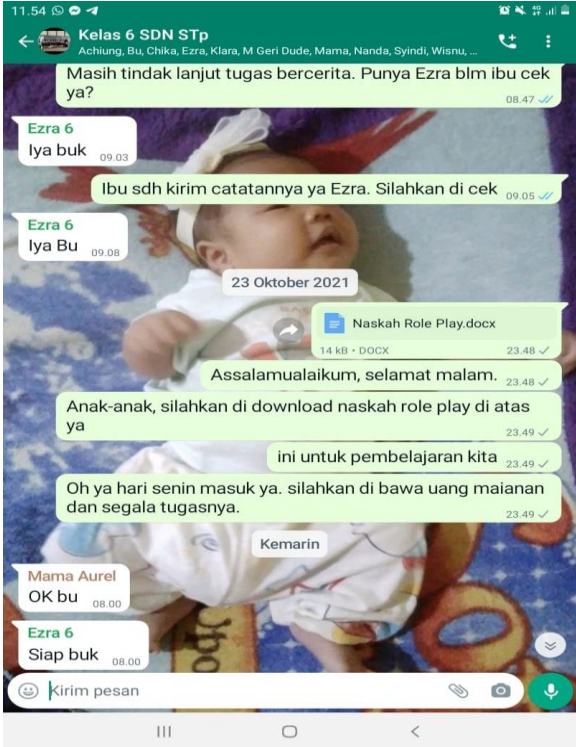 11.54
4G
Kelas 6 SDN STp
Achiung, Bu, Chika, Ezra, Klara, M Geri Dude, Mama, Nanda, Syindi, Wisnu, ...
Masih tindak lanjut tugas bercerita. Punya Ezra blm ibu cek
ya?
08.47
Ezra 6
Iya buk 09.03
Ibu sdh kirim catatannya ya Ezra. Silahkan di cek 09.05
Ezra 6
Iya Bu 09.08
23 Oktober 2021
Naskah Role Play.docx
14 kB • DOCX 23.48
Assalamualaikum, selamat malam. 23.48
Anak-anak, silahkan di download naskah role play di atas
ya
23.49
ini untuk pembelajaran kita 23.49
Oh ya hari senin masuk ya. silahkan di bawa uang maianan
dan segala tugasnya.
23.49
Kemarin
Mama Aurel
OK bu 08.00
Ezra 6
Siap buk 08.00
Kirim pesan